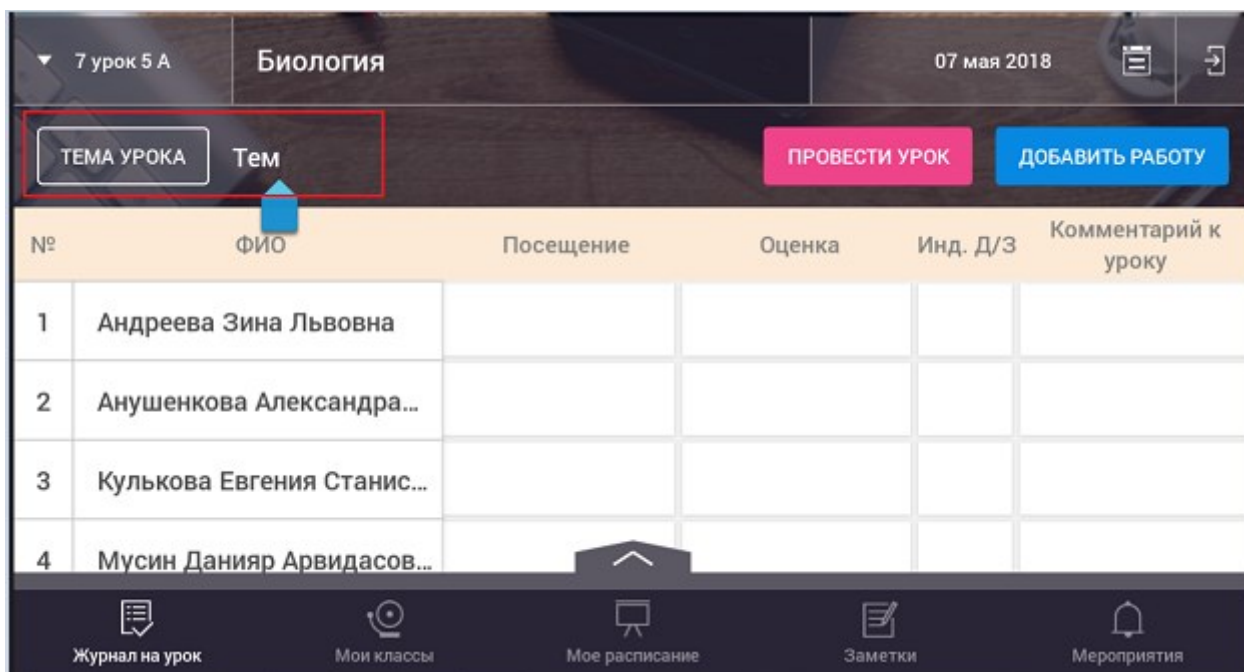 7 урок 5 А Биология 07 мая 2018
ТЕМА УРОКА Тем ПРОВЕСТИ УРОК ДОБАВИТЬ РАБОТУ
№ ФИО Посещение Оценка Инд. Д/З Комментарий к
уроку
1 Андреева Зина Львовна
2 Анушенкова Александра...
3 Кулькова Евгения Станис...
4 Мусин Данияр Арвидасов...
Журнал на урок Мои классы Мое расписание Заметки Мероприятия